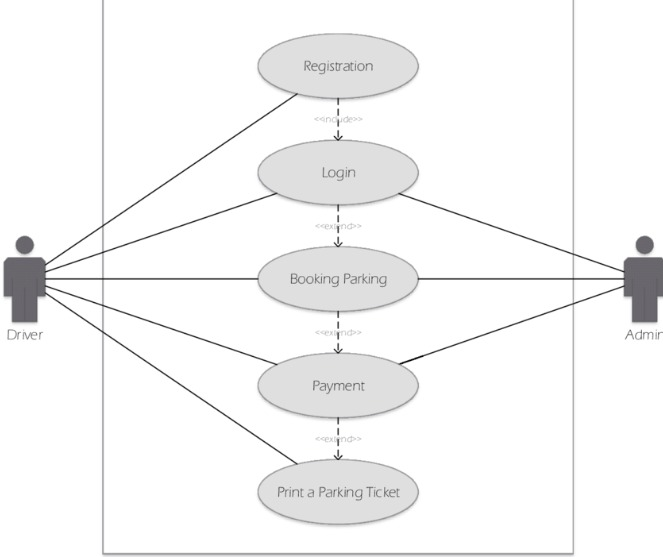 Registration
<<include>>
Login
<<extend>>
Booking Parking
<<extend>>
Driver
Admin
Payment
<<extend>>
Print a Parking Ticket